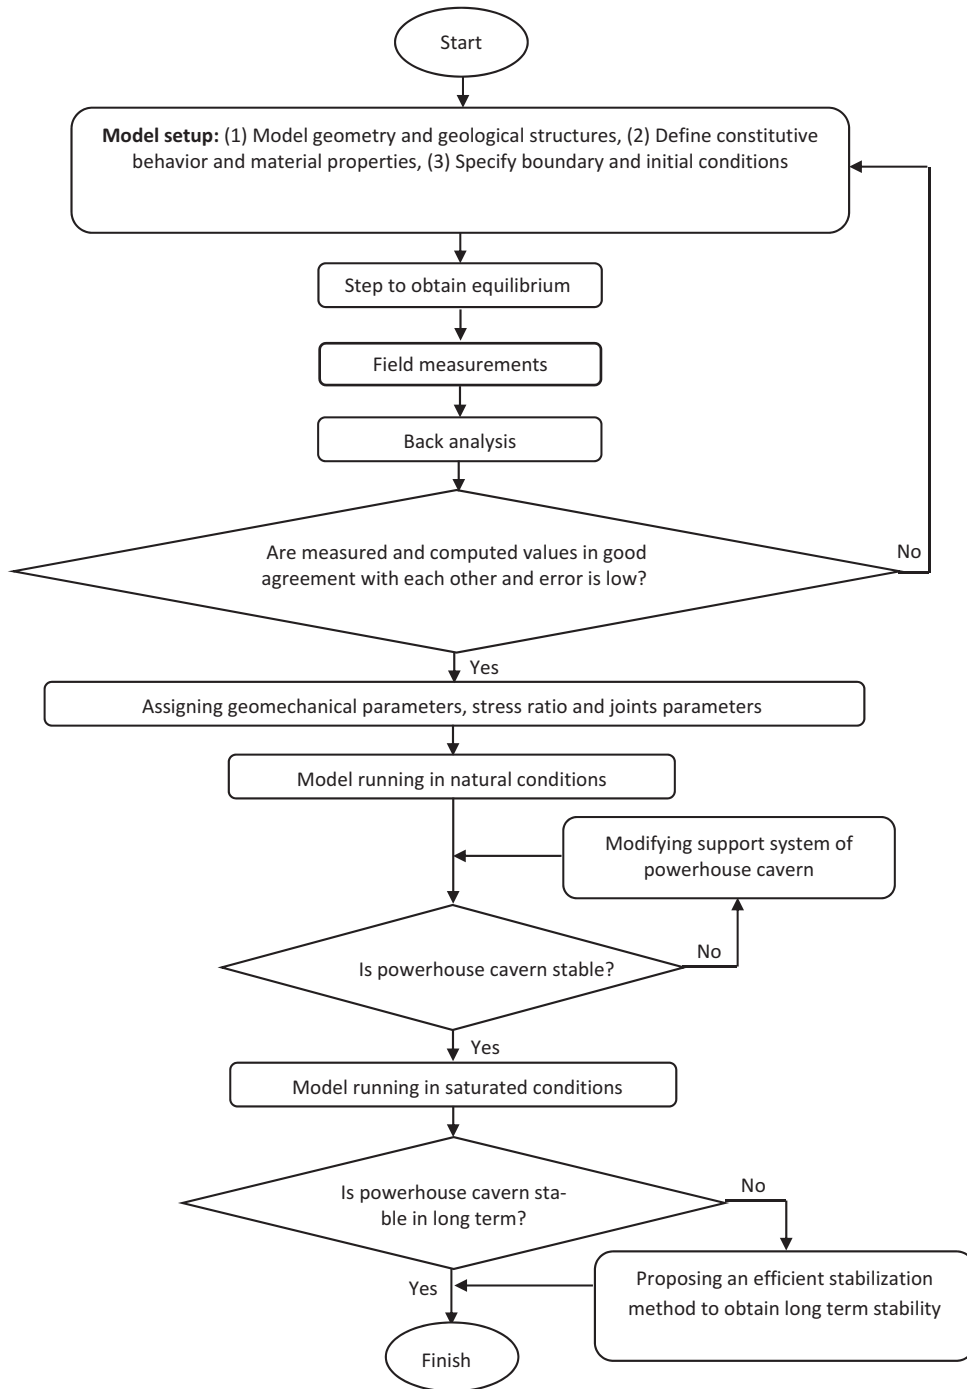 Start
Model setup: (1) Model geometry and geological structures, (2) Define constitutive
behavior and material properties, (3) Specify boundary and initial conditions
Step to obtain equilibrium
Field measurements
Back analysis
Are measured and computed values in good
agreement with each other and error is low?
No
Yes
Assigning geomechanical parameters, stress ratio and joints parameters
Model running in natural conditions
Modifying support system of
powerhouse cavern
No
Is powerhouse cavern stable?
Yes
Model running in saturated conditions
Is powerhouse cavern sta-
ble in long term?
No
Yes
Proposing an efficient stabilization
method to obtain long term stability
Finish